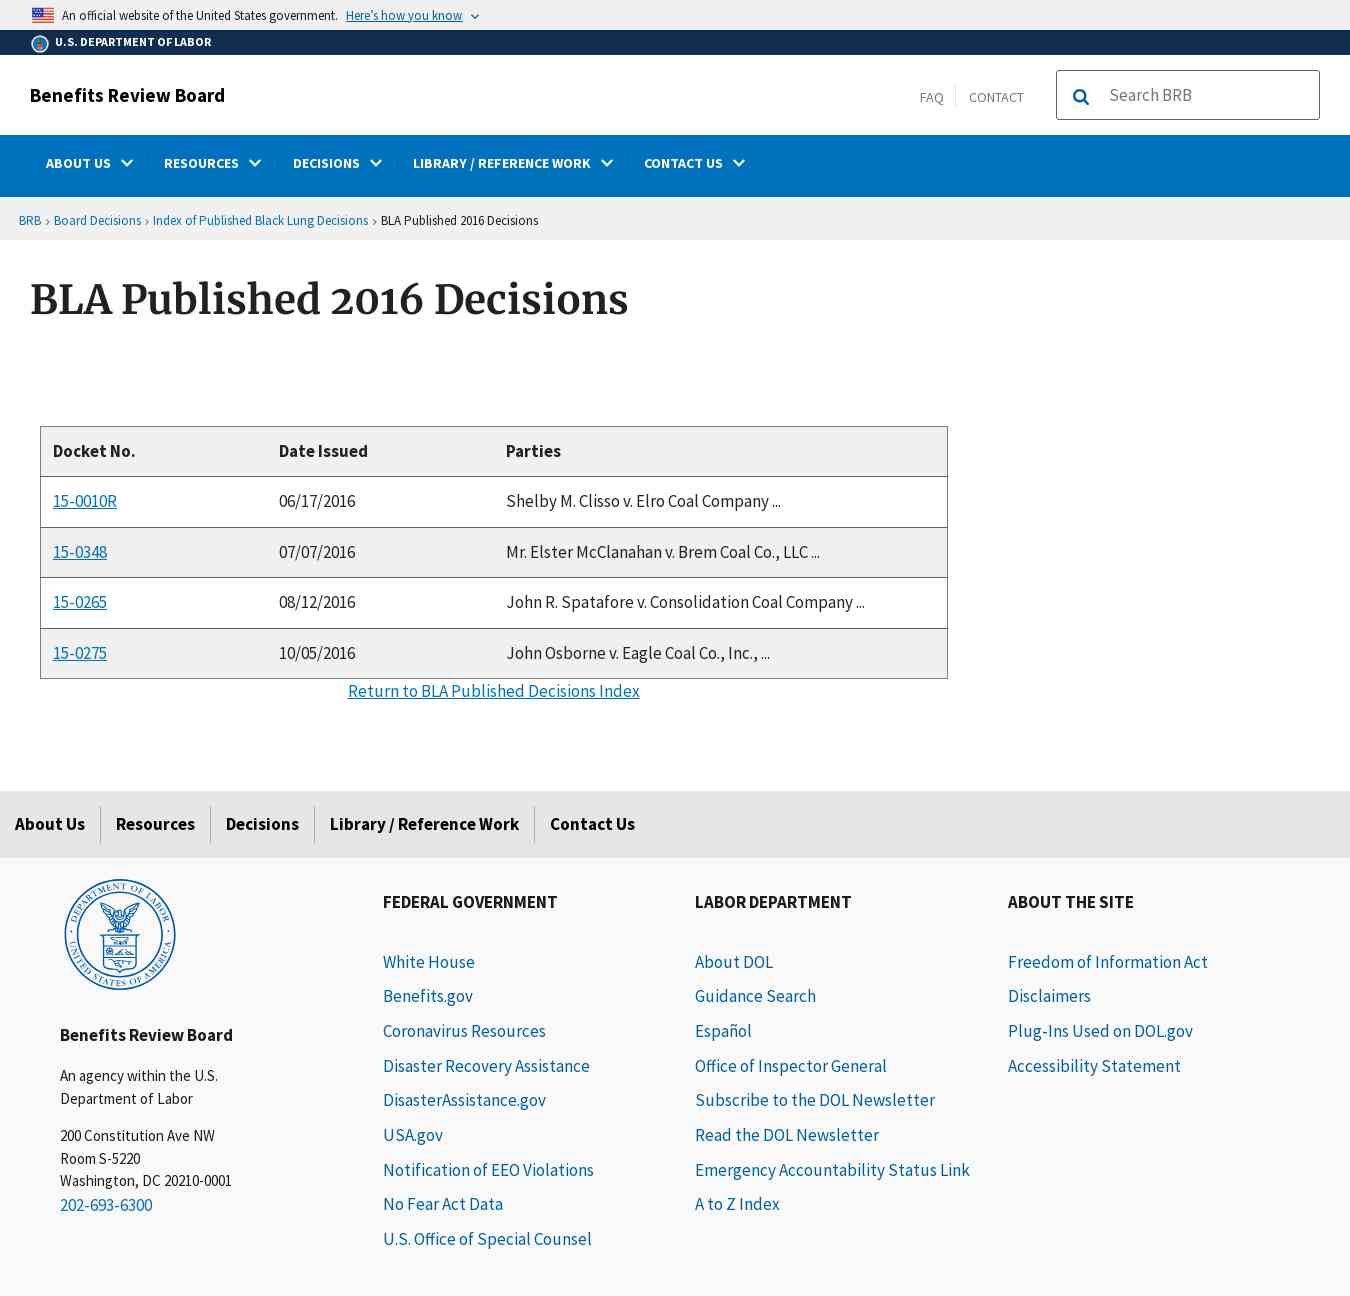 An official website of the United States government. Here's how you know
U.S. DEPARTMENT OF LABOR
Benefits Review Board
FAQ
CONTACT
Search BRB
ABOUT US
RESOURCES
DECISIONS
LIBRARY / REFERENCE WORK
CONTACT US
BRB › Board Decisions › Index of Published Black Lung Decisions › BLA Published 2016 Decisions
BLA Published 2016 Decisions
Docket No. Date Issued Parties
15-0010R 06/17/2016 Shelby M. Clisso v. Elro Coal Company ...
15-0348 07/07/2016 Mr. Elster McClanahan v. Brem Coal Co., LLC ...
15-0265 08/12/2016 John R. Spatafore v. Consolidation Coal Company ...
15-0275 10/05/2016 John Osborne v. Eagle Coal Co., Inc., ...
Return to BLA Published Decisions Index
About Us
Resources
Decisions
Library / Reference Work
Contact Us
DEPARTMENT OF LABOR
UNITED STATES OF AMERICA
Benefits Review Board
An agency within the U.S.
Department of Labor
200 Constitution Ave NW
Room S-5220
Washington, DC 20210-0001
202-693-6300
FEDERAL GOVERNMENT
White House
Benefits.gov
Coronavirus Resources
Disaster Recovery Assistance
DisasterAssistance.gov
USA.gov
Notification of EEO Violations
No Fear Act Data
U.S. Office of Special Counsel
LABOR DEPARTMENT
About DOL
Guidance Search
Español
Office of Inspector General
Subscribe to the DOL Newsletter
Read the DOL Newsletter
Emergency Accountability Status Link
A to Z Index
ABOUT THE SITE
Freedom of Information Act
Disclaimers
Plug-Ins Used on DOL.gov
Accessibility Statement